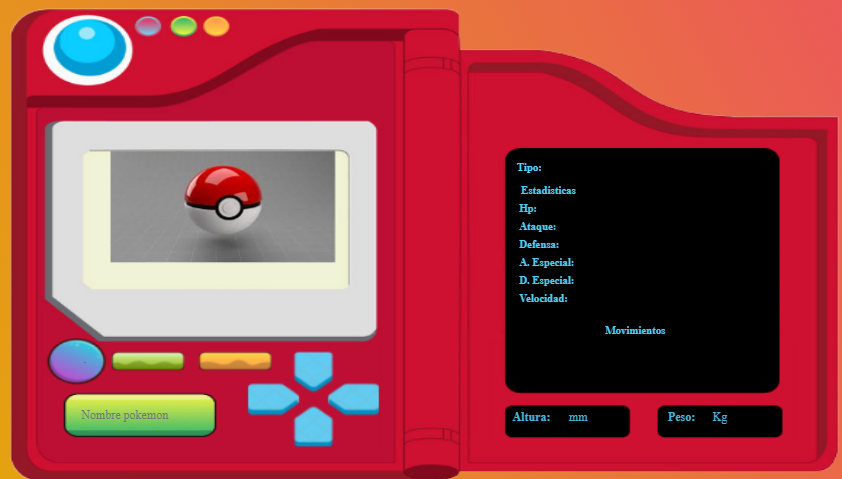 Nombre pokemon
Tipo:
Estadisticas
Hp:
Ataque:
Defensa:
A. Especial:
D. Especial:
Velocidad:
Movimientos
Altura: mm
Peso: Kg